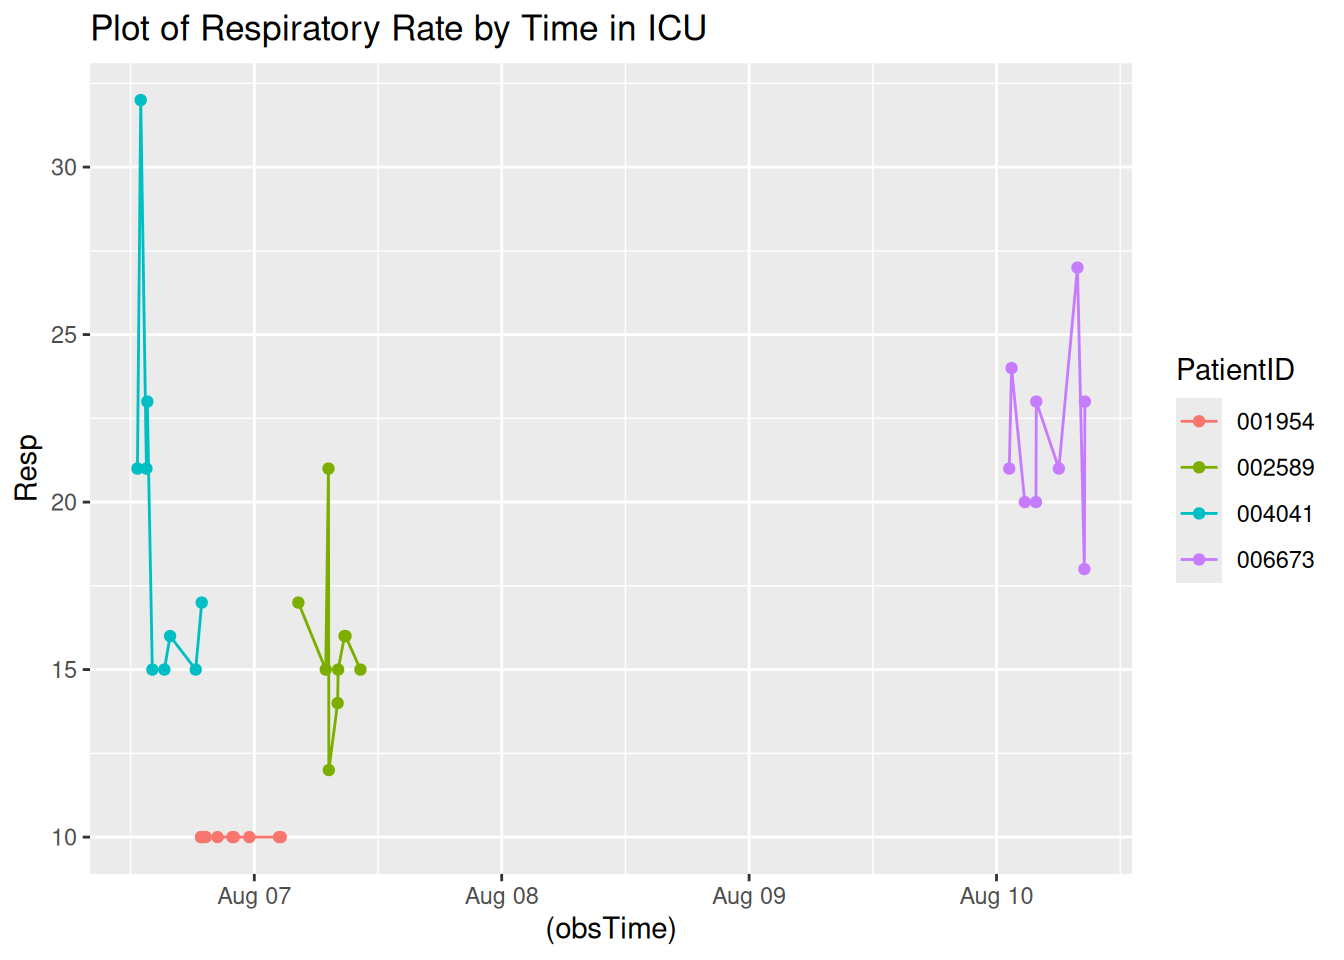 Plot of Respiratory Rate by Time in ICU
Resp
30
25
20
15
10
Aug 07
Aug 08
Aug 09
Aug 10
(obsTime)
PatientID
001954
002589
004041
006673